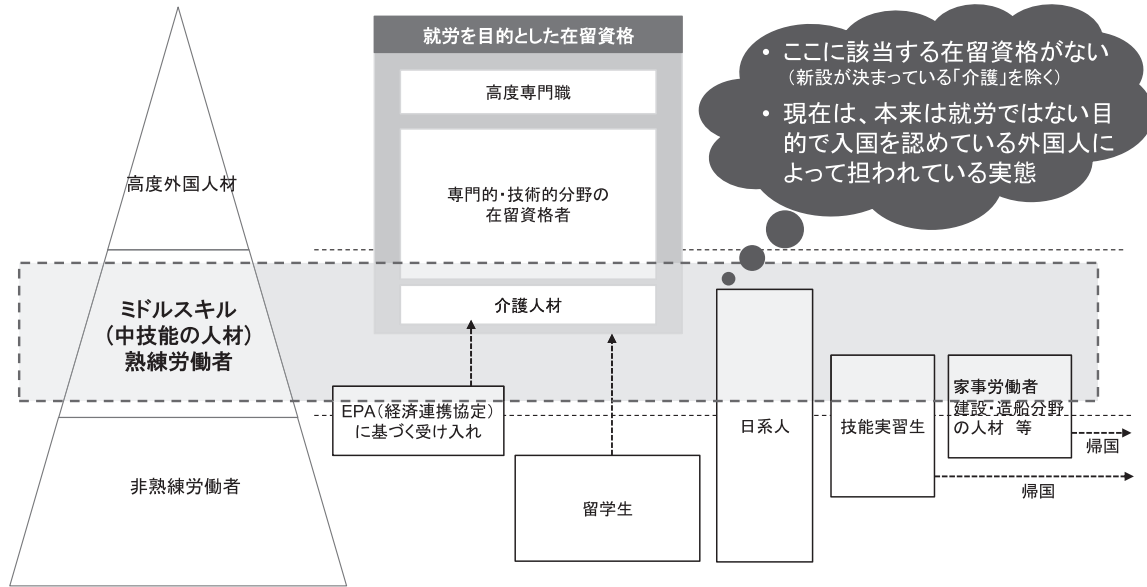 就労を目的とした在留資格
高度専門職
専門的・技術的分野の
在留資格者
介護人材
• ここに該当する在留資格がない
（新設が決まっている「介護」を除く）
• 現在は、本来は就労ではない目
的で入国を認めている外国人に
よって担われている実態
高度外国人材
ミドルスキル
（中技能の人材）
熟練労働者
非熟練労働者
EPA（経済連携協定）
に基づく受け入れ
留学生
日系人
技能実習生
家事労働者
建設・造船分野
の人材 等
帰国
帰国